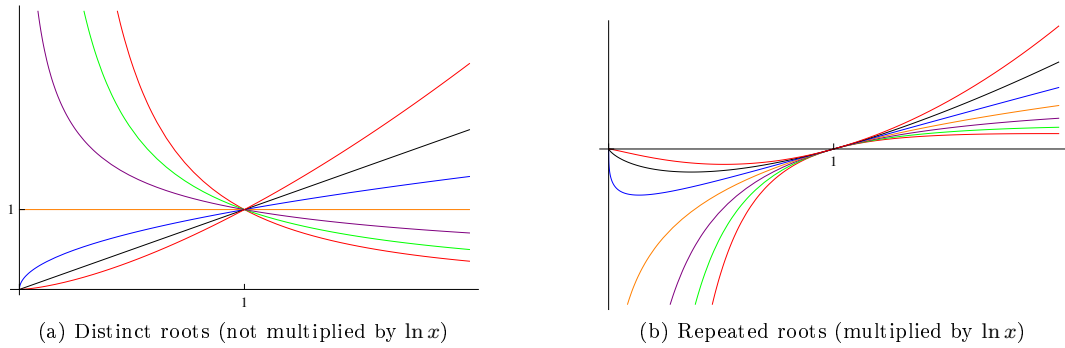 1
1
1
(a) Distinct roots (not multiplied by ln x)
(b) Repeated roots (multiplied by ln x)